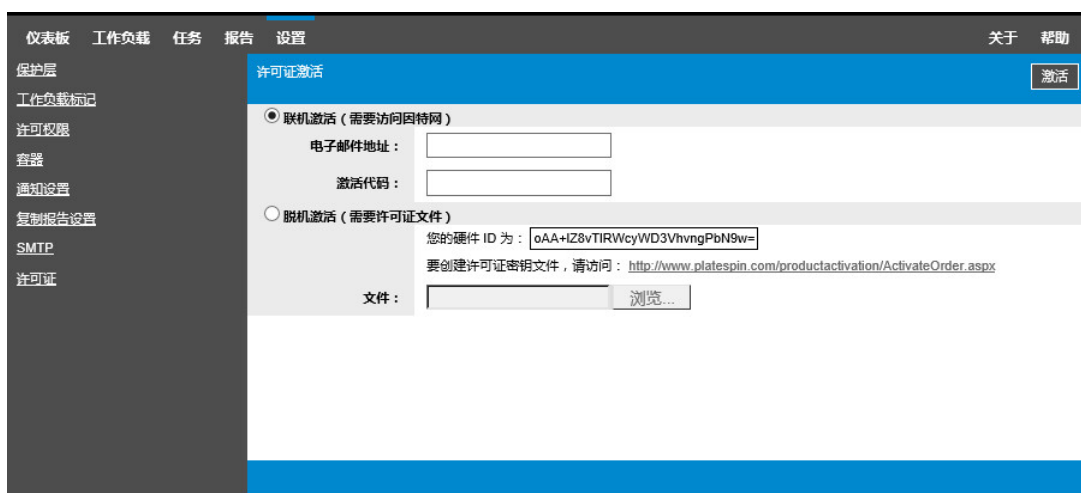 仪表板 工作负载 任务 报告 设置 关于 帮助
保护层
工作负载标记
许可权限
容器
通知设置
复制报告设置
SMTP
许可证
许可证激活 激活
联机激活（需要访问因特网）
电子邮件地址：
激活代码：
脱机激活（需要许可证文件）
您的硬件 ID 为： oAA+IZ8vTIRWcyWD3VhvngPbN9w=
要创建许可证密钥文件，请访问： http://www.platespin.com/productactivation/ActivateOrder.aspx
文件： 浏览...